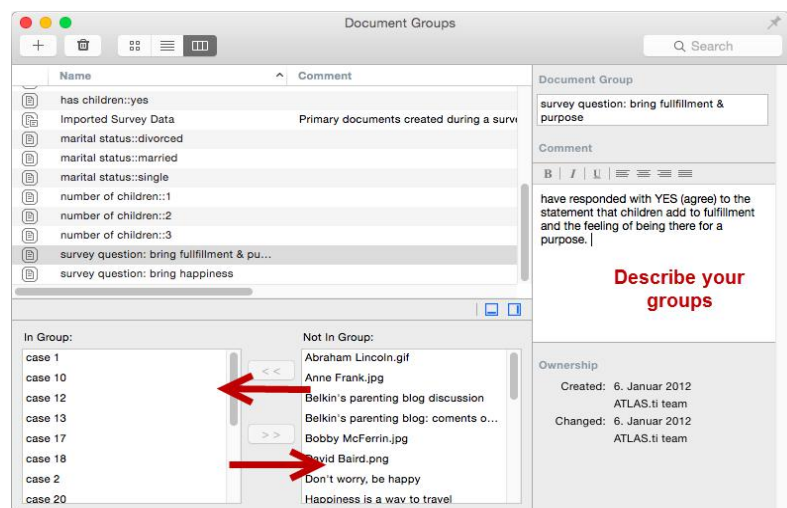 Document Groups
Search
Name
Comment
has children::yes
Imported Survey Data
Primary documents created during a surve
marital status::divorced
marital status::married
marital status::single
number of children::1
number of children::2
number of children::3
survey question: bring fullfillment & pu...
survey question: bring happiness
In Group:
case 1
case 10
case 12
case 13
case 17
case 18
case 2
case 20
<<
>>
Not In Group:
Abraham Lincoln.gif
Anne Frank.jpg
Belkin's parenting blog discussion
Belkin's parenting blog: coments o...
Bobby McFerrin.jpg
David Baird.png
Don't worry, be happy
Happiness is a way to travel
Document Group
survey question: bring fullfillment &
purpose
Comment
B I U
have responded with YES (agree) to the
statement that children add to fulfillment
and the feeling of being there for a
purpose.
Describe your
groups
Ownership
Created: 6. Januar 2012
ATLAS.ti team
Changed: 6. Januar 2012
ATLAS.ti team